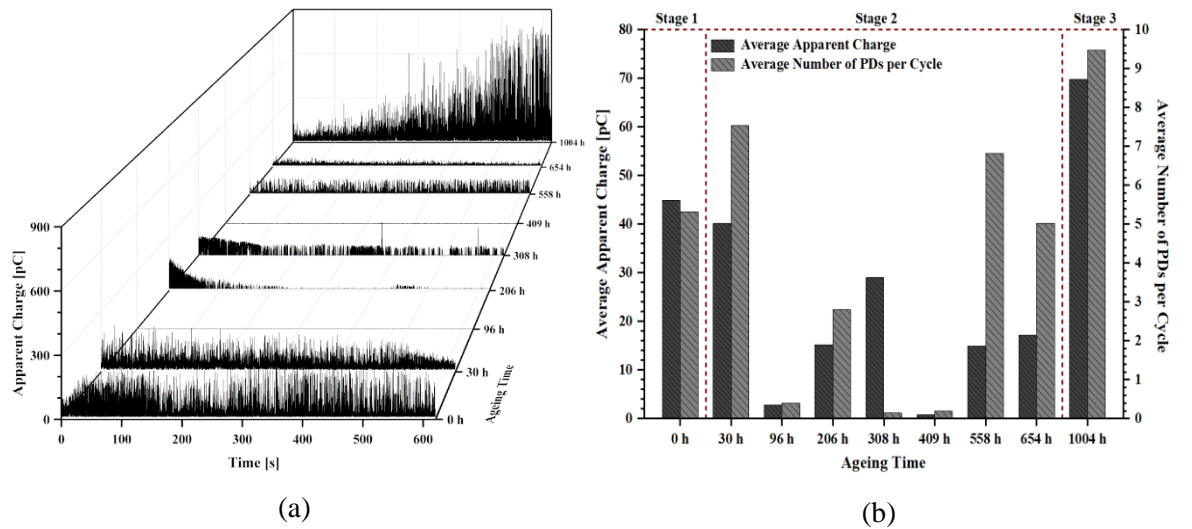 900
600
300
0
Apparent Charge [pC]
0 100 200 300 400 500 600
Time [s]
1004 h
654 h
558 h
409 h
308 h
206 h
96 h
30 h
0 h
Ageing Time
(a)
Stage 1 Stage 2 Stage 3
Average Apparent Charge
Average Number of PDs per Cycle
80
70
60
50
40
30
20
10
0
Average Apparent Charge [pC]
10
9
8
7
6
5
4
3
2
1
0
Average Number of PDs per Cycle
0 h 30 h 96 h 206 h 308 h 409 h 558 h 654 h 1004 h
Ageing Time
(b)